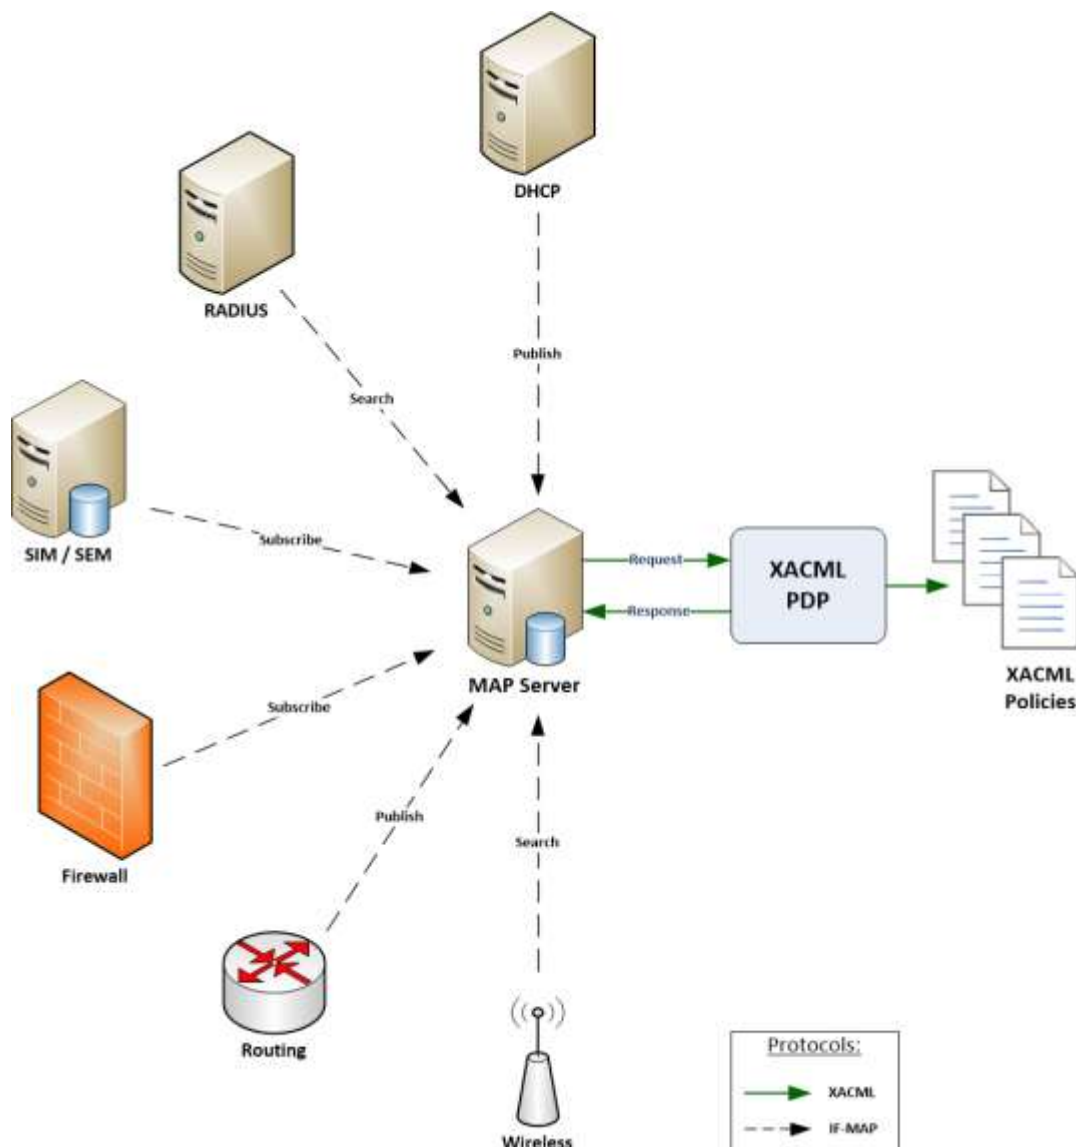 DHCP
RADIUS
Publish
Search
SIM / SEM
Subscribe
Request
Response
XACML
PDP
MAP Server
XACML
Policies
Subscribe
Firewall
Publish
Search
Routing
Wireless
Protocols:
XACML
IF-MAP